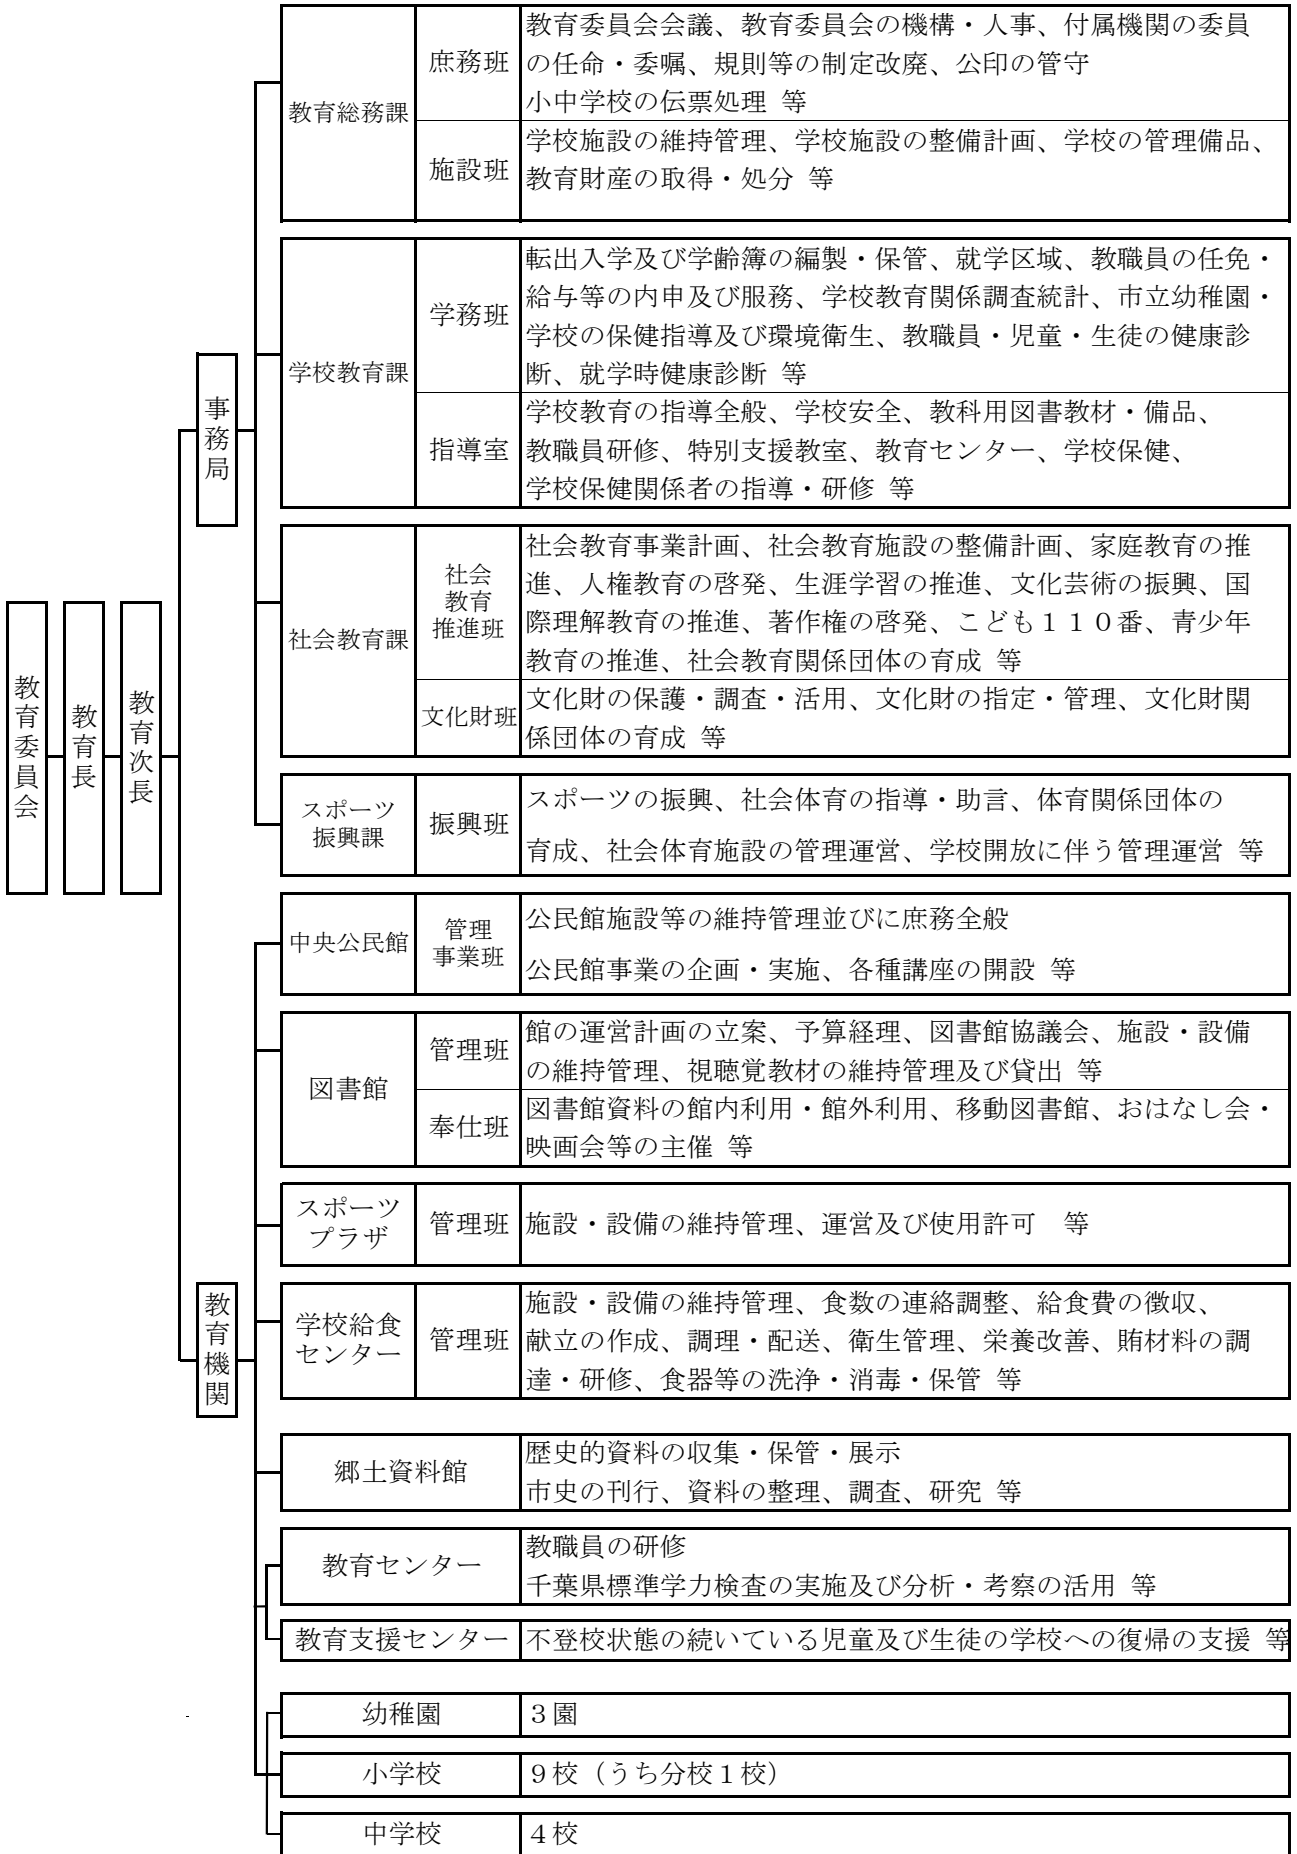 教育委員会
教育長
教育次長
事務局
教育総務課
庶務班
教育委員会会議、教育委員会の機構・人事、付属機関の委員
の任命・委嘱、規則等の制定改廃、公印の管守
小中学校の伝票処理 等
施設班
学校施設の維持管理、学校施設の整備計画、学校の管理備品、
教育財産の取得・処分 等
学校教育課
学務班
転出入学及び学齢簿の編製・保管、就学区域、教職員の任免・
給与等の内申及び服務、学校教育関係調査統計、市立幼稚園・
学校の保健指導及び環境衛生、教職員・児童・生徒の健康診
断、就学時健康診断 等
指導室
学校教育の指導全般、学校安全、教科用図書教材・備品、
教職員研修、特別支援教室、教育センター、学校保健、
学校保健関係者の指導・研修 等
社会教育課
社会
教育
推進班
社会教育事業計画、社会教育施設の整備計画、家庭教育の推
進、人権教育の啓発、生涯学習の推進、文化芸術の振興、国
際理解教育の推進、著作権の啓発、こども１１０番、青少年
教育の推進、社会教育関係団体の育成 等
文化財班
文化財の保護・調査・活用、文化財の指定・管理、文化財関
係団体の育成 等
スポーツ
振興課
振興班
スポーツの振興、社会体育の指導・助言、体育関係団体の
育成、社会体育施設の管理運営、学校開放に伴う管理運営 等
教育機関
中央公民館
管理
事業班
公民館施設等の維持管理並びに庶務全般
公民館事業の企画・実施、各種講座の開設 等
図書館
管理班
館の運営計画の立案、予算経理、図書館協議会、施設・設備
の維持管理、視聴覚教材の維持管理及び貸出 等
奉仕班
図書館資料の館内利用・館外利用、移動図書館、おはなし会・
映画会等の主催 等
スポーツ
プラザ
管理班
施設・設備の維持管理、運営及び使用許可　等
学校給食
センター
管理班
施設・設備の維持管理、食数の連絡調整、給食費の徴収、
献立の作成、調理・配送、衛生管理、栄養改善、賄材料の調
達・研修、食器等の洗浄・消毒・保管 等
郷土資料館
歴史的資料の収集・保管・展示
市史の刊行、資料の整理、調査、研究 等
教育センター
教職員の研修
千葉県標準学力検査の実施及び分析・考察の活用 等
教育支援センター
不登校状態の続いている児童及び生徒の学校への復帰の支援 等
幼稚園
３園
小学校
９校（うち分校１校）
中学校
４校